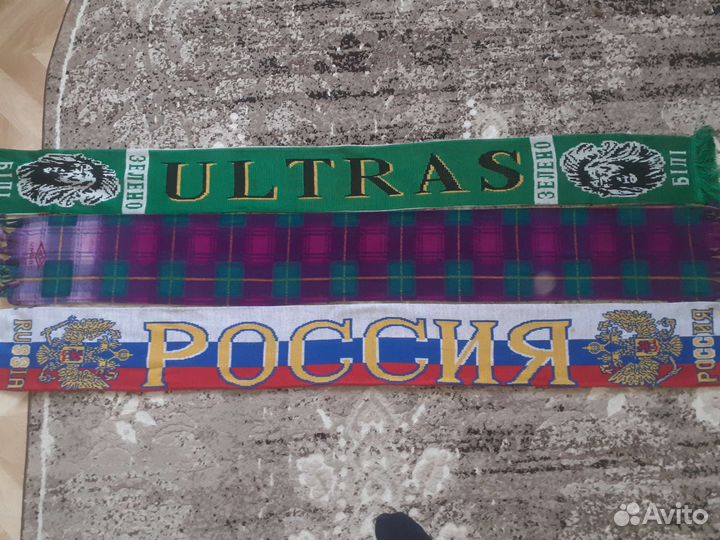 БІЛІ
ЗЕЛЕНО
ULTRAS
ЗЕЛЕНО
БІЛІ
RUSSIA
РОССИЯ
РОССИЯ
Avito